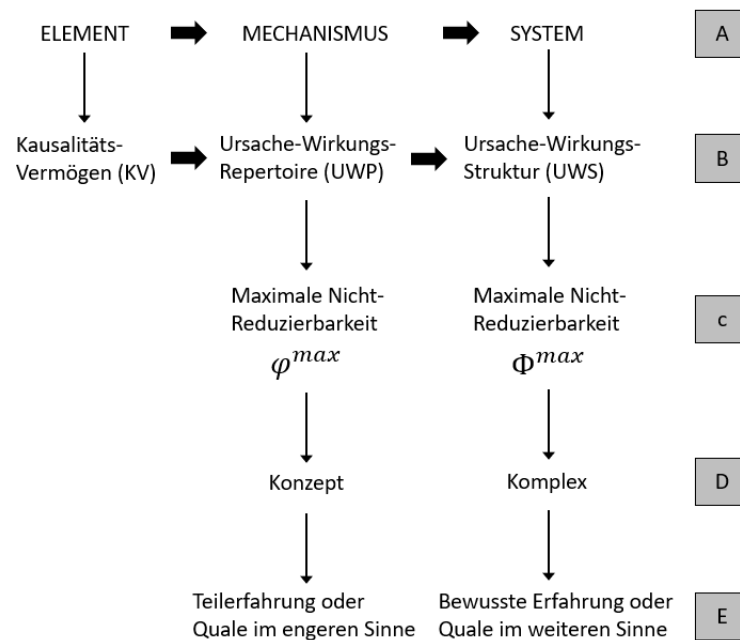 ELEMENT MECHANISMUS SYSTEM A
Kausalitäts- Ursache-Wirkungs- Ursache-Wirkungs-
Vermögen (KV) Repertoire (UWP) Struktur (UWS) B
Maximale Nicht- Maximale Nicht-
Reduzierbarkeit Reduzierbarkeit c
φ^max Φ^max
Konzept Komplex D
Teilerfahrung oder Bewusste Erfahrung oder
Quale im engeren Sinne Quale im weiteren Sinne E